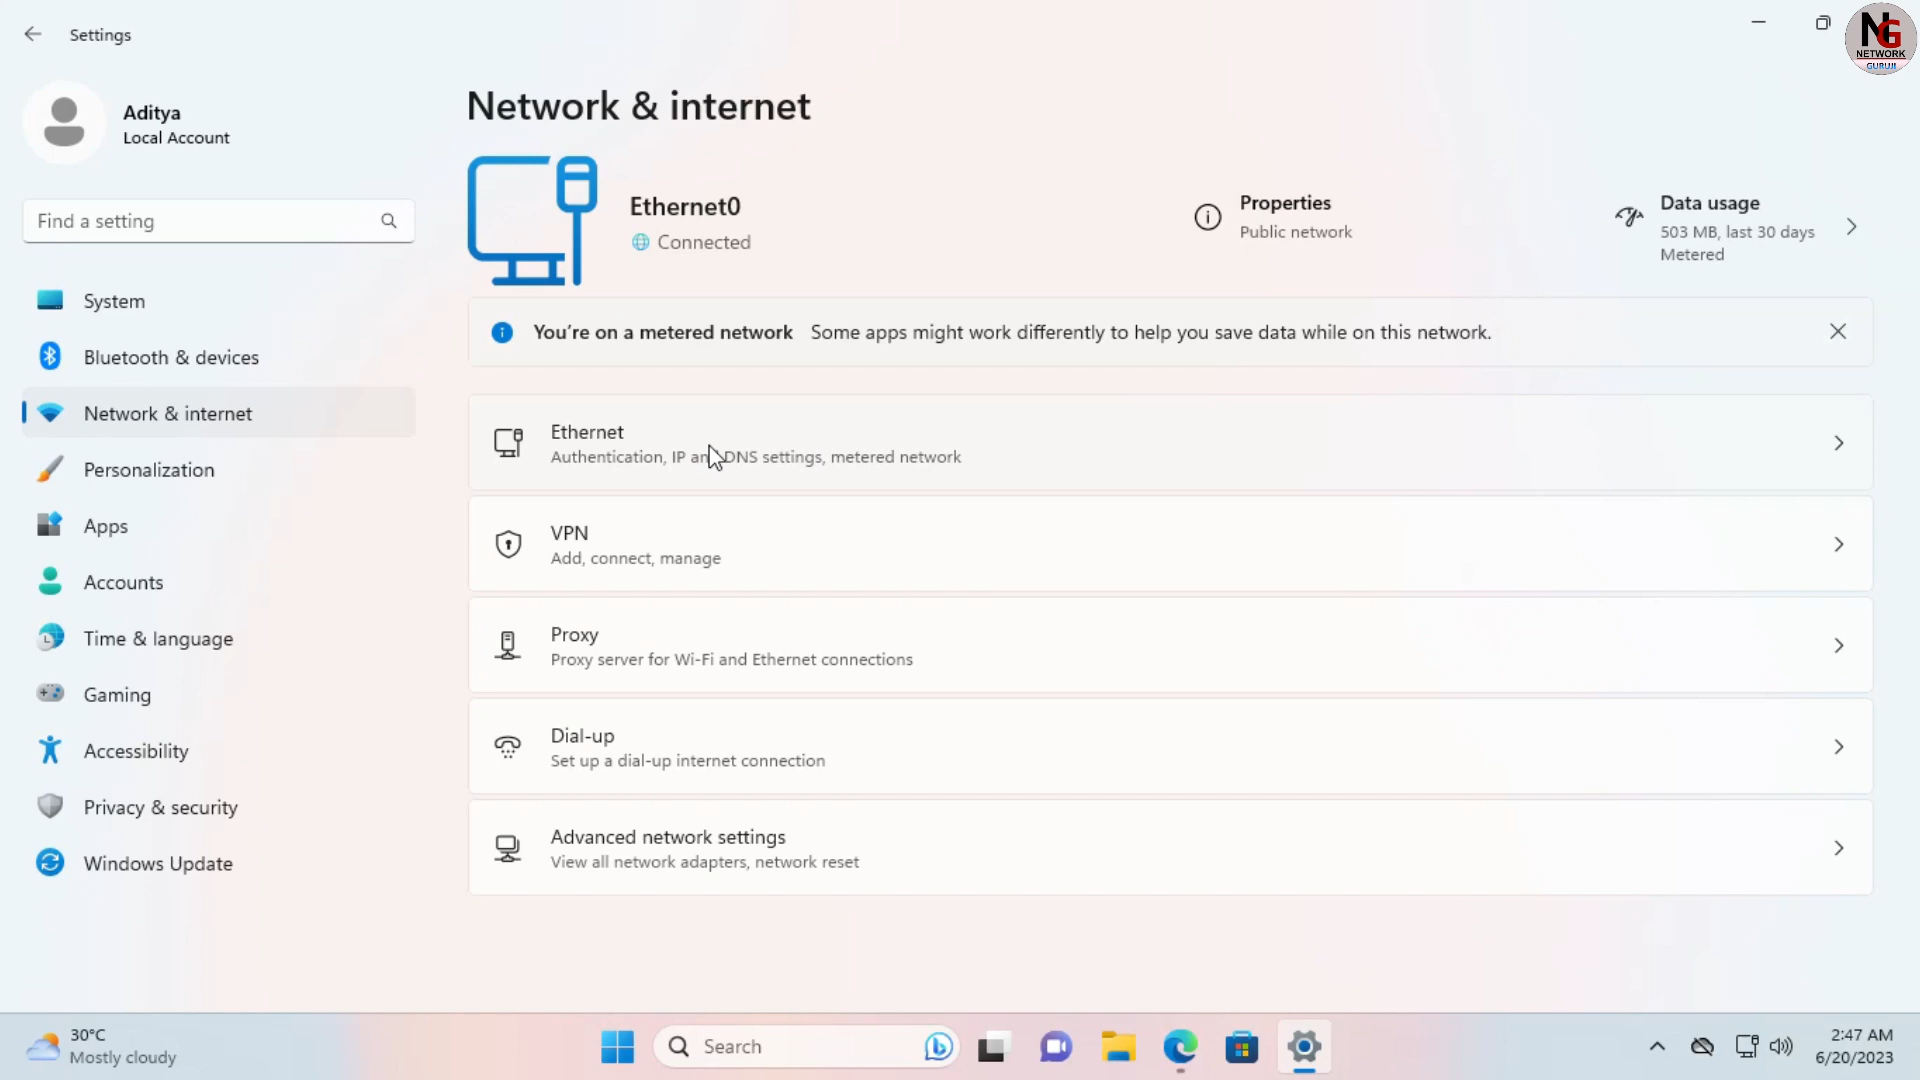 Settings
NG
NETWORK
GURUJI
Aditya
Local Account
Find a setting
System
Bluetooth & devices
Network & internet
Personalization
Apps
Accounts
Time & language
Gaming
Accessibility
Privacy & security
Windows Update
Network & internet
Ethernet0
Connected
Properties
Public network
Data usage
503 MB, last 30 days
Metered
You're on a metered network Some apps might work differently to help you save data while on this network.
Ethernet
Authentication, IP and DNS settings, metered network
VPN
Add, connect, manage
Proxy
Proxy server for Wi-Fi and Ethernet connections
Dial-up
Set up a dial-up internet connection
Advanced network settings
View all network adapters, network reset
30°C
Mostly cloudy
Search
2:47 AM
6/20/2023